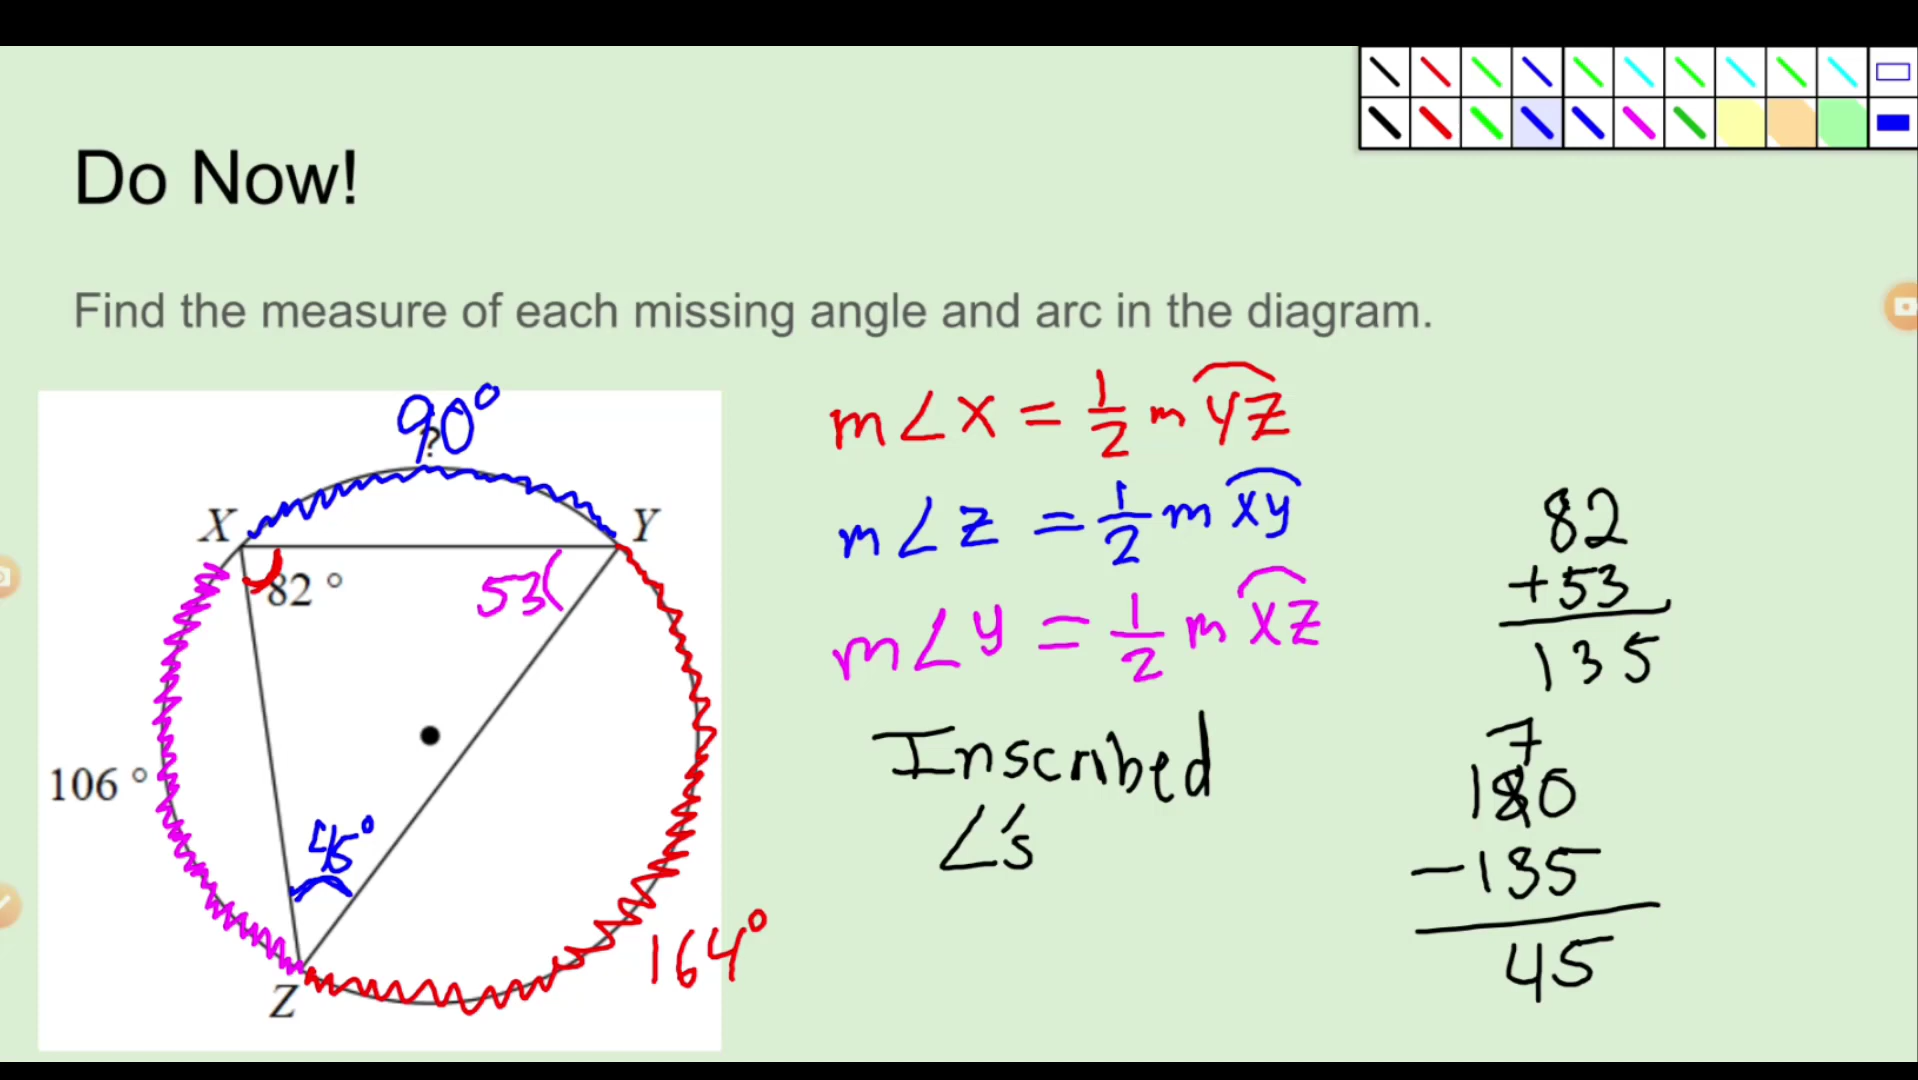 Do Now!
Find the measure of each missing angle and arc in the diagram.
90°
?
X
Y
82 °
53
106 °
45°
164°
Z
m∠X = 1/2 m YZ
m∠Z = 1/2 m XY
m∠Y = 1/2 m XZ
Inscribed
∠'s
82
+53
135
7
180
-135
45